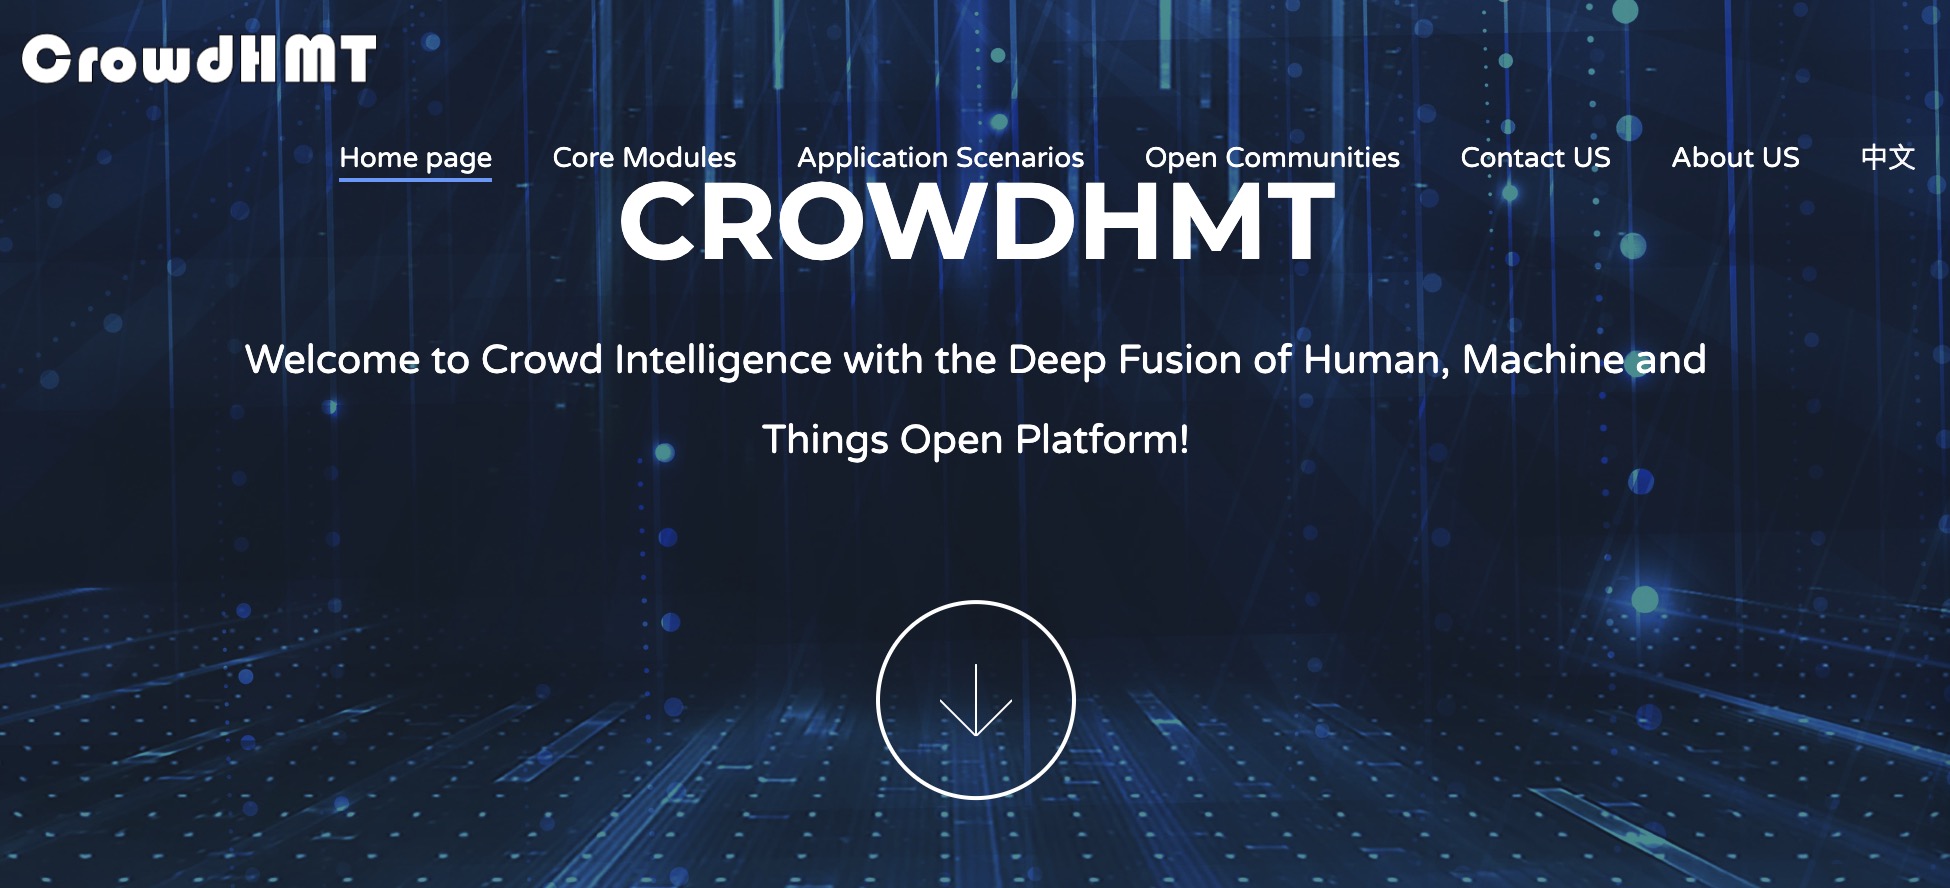 CrowdHMT
Home page Core Modules Application Scenarios Open Communities Contact US About US 中文
CROWDHMT
Welcome to Crowd Intelligence with the Deep Fusion of Human, Machine and
Things Open Platform!